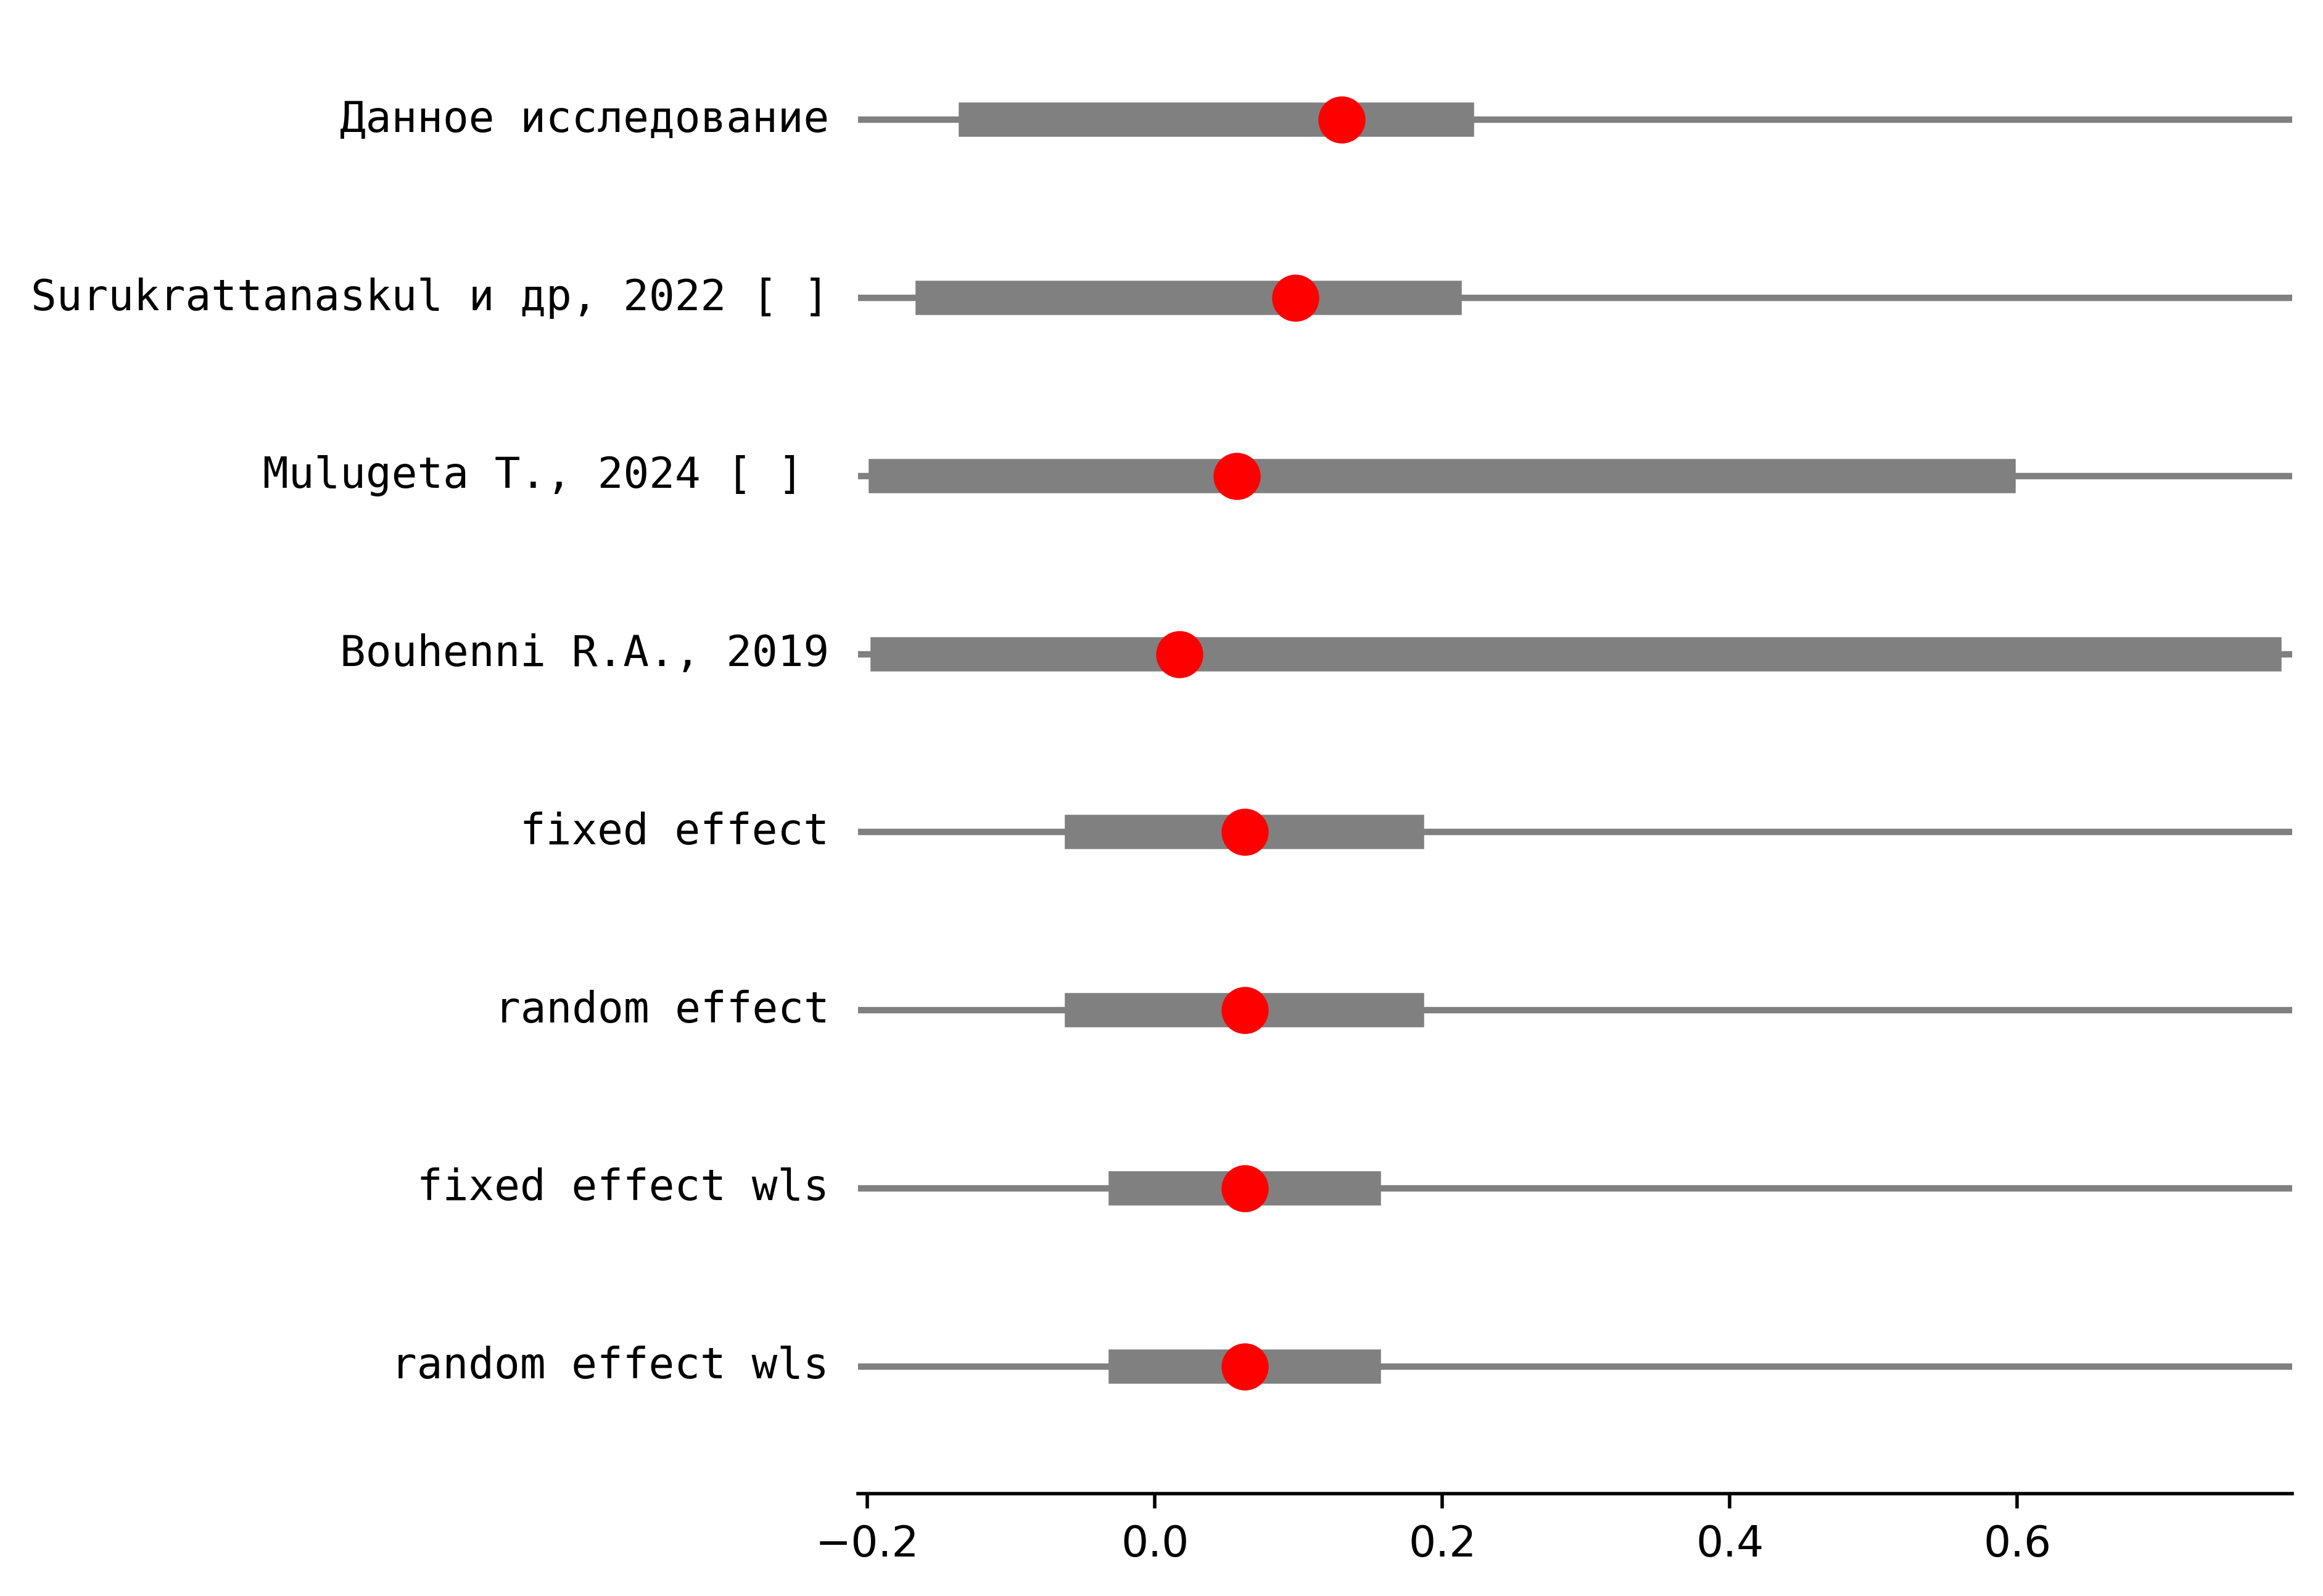 Данное исследование
Surukrattanaskul и др, 2022 [ ]
Mulugeta T., 2024 [ ]
Bouhenni R.A., 2019
fixed effect
random effect
fixed effect wls
random effect wls
−0.2 0.0 0.2 0.4 0.6